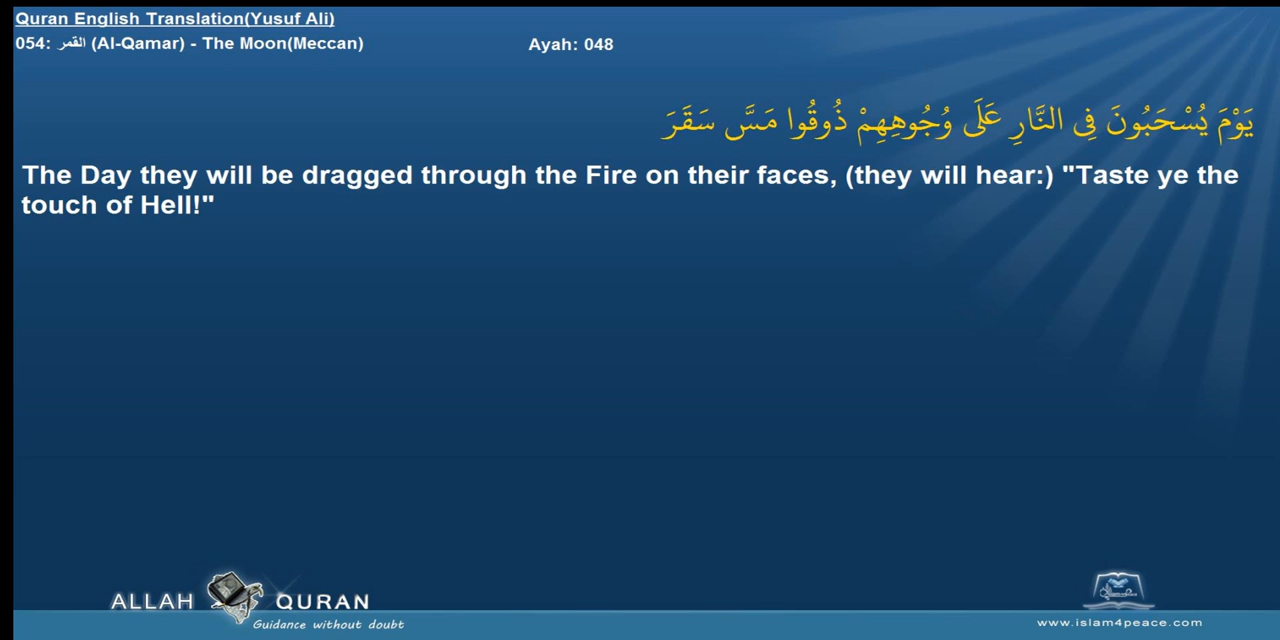 Quran English Translation(Yusuf Ali)
054: القمر (Al-Qamar) - The Moon(Meccan) Ayah: 048
يَوْمَ يُسْحَبُونَ فِى النَّارِ عَلَى وُجُوهِهِمْ ذُوقُوا مَسَّ سَقَرَ
The Day they will be dragged through the Fire on their faces, (they will hear:) "Taste ye the
touch of Hell!"
ALLAH QURAN
Guidance without doubt
www.islam4peace.com